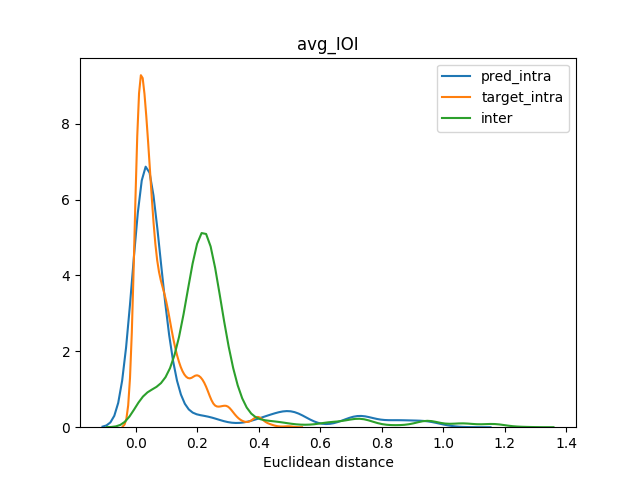 avg_IOI
pred_intra
target_intra
inter
8
6
4
2
0
0.0 0.2 0.4 0.6 0.8 1.0 1.2 1.4
Euclidean distance